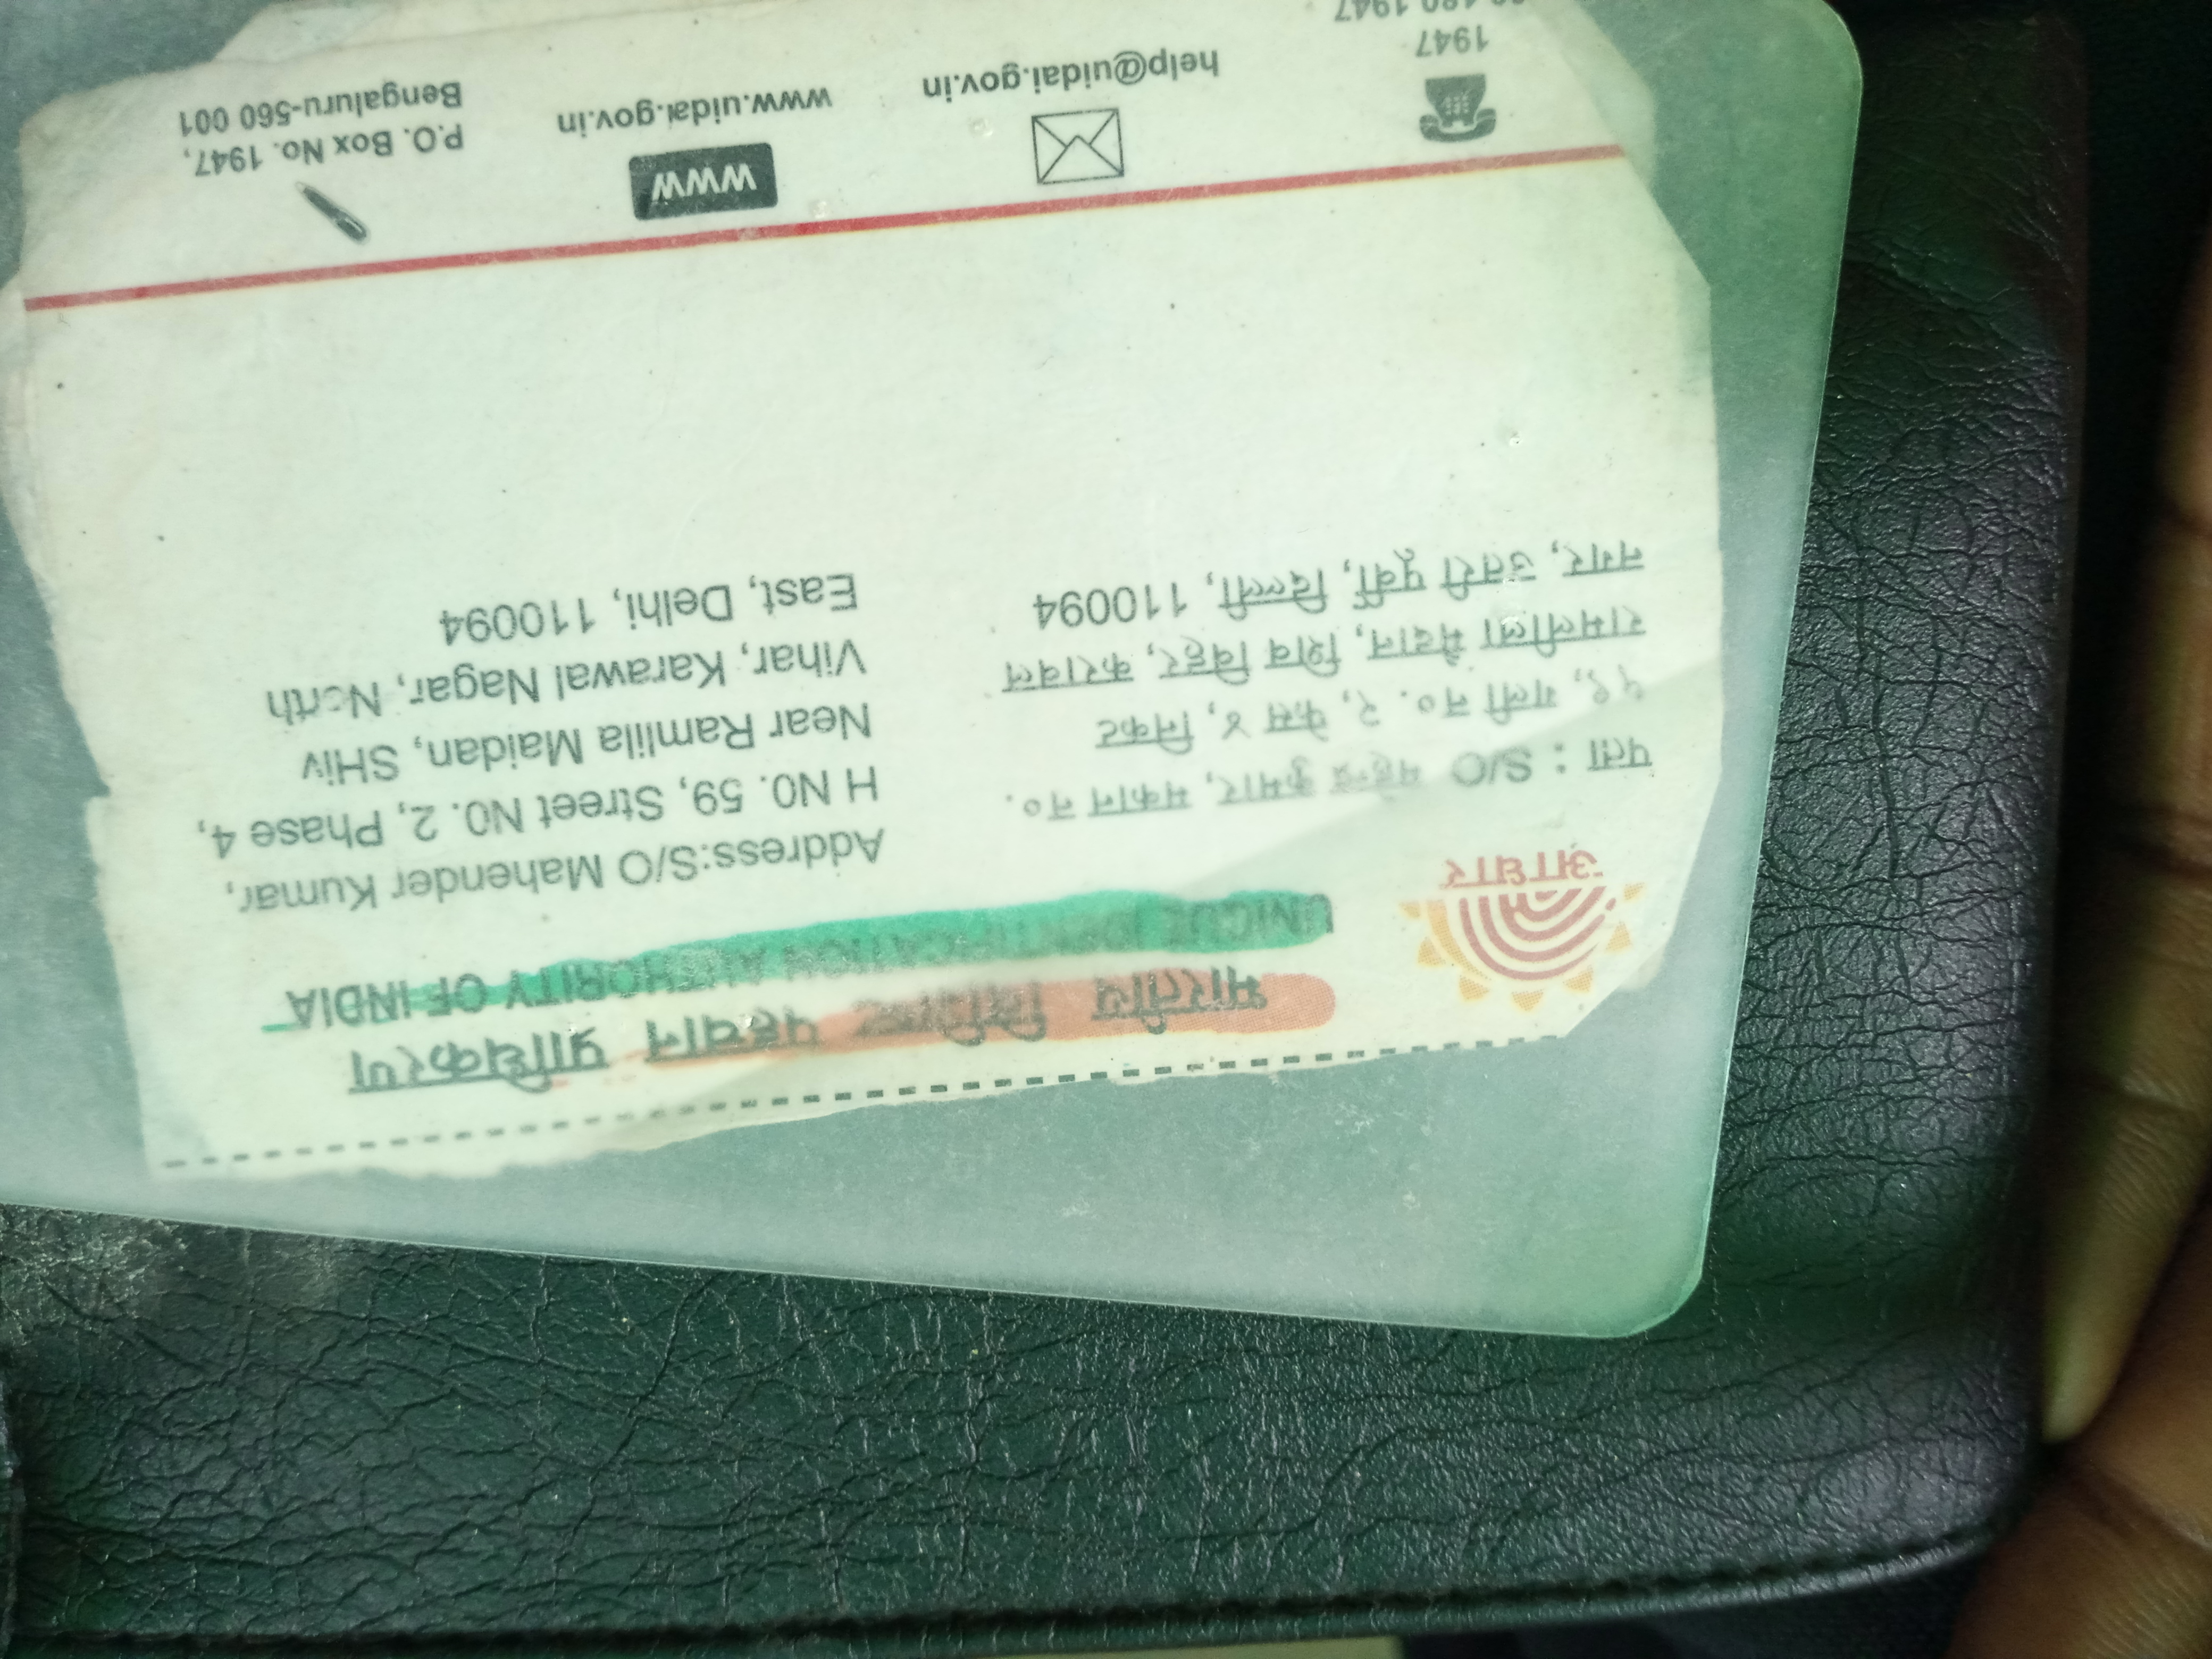 भारतीय विशिष्ट पहचान प्राधिकरण
UNIQUE IDENTIFICATION AUTHORITY OF INDIA
आधार
पता : S/O महेन्द्र कुमार, मकान न०.
५९, गली न०. २, फेस ४, निकट
रामलीला मैदान, शिव विहार, करावल
नगर, उत्तरी पूर्वी, दिल्ली, 110094
Address:S/O Mahender Kumar,
H NO. 59, Street NO. 2, Phase 4,
Near Ramlila Maidan, SHiv
Vihar, Karawal Nagar, North
East, Delhi, 110094
1947
1947
help@uidai.gov.in
WWW
www.uidai.gov.in
P.O. Box No. 1947,
Bengaluru-560 001